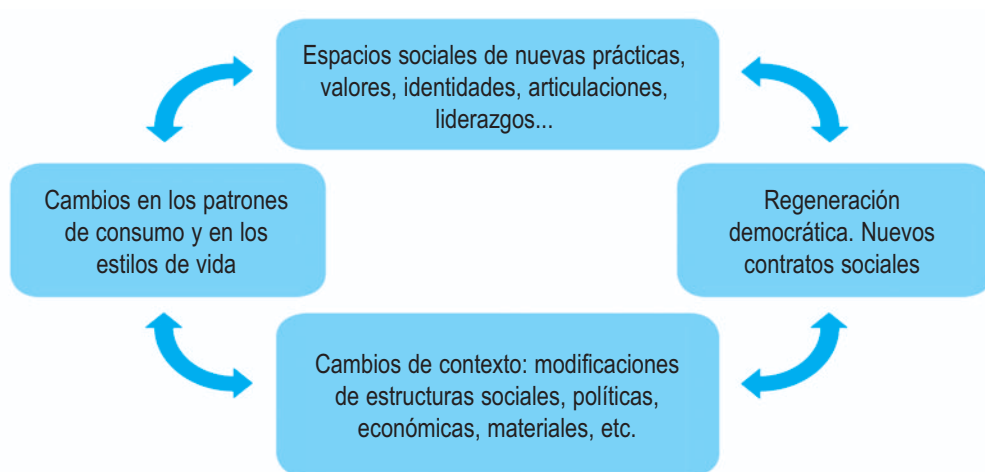 Espacios sociales de nuevas prácticas,
valores, identidades, articulaciones,
liderazgos...
Cambios en los patrones
de consumo y en los
estilos de vida
Regeneración
democrática. Nuevos
contratos sociales
Cambios de contexto: modificaciones
de estructuras sociales, políticas,
económicas, materiales, etc.